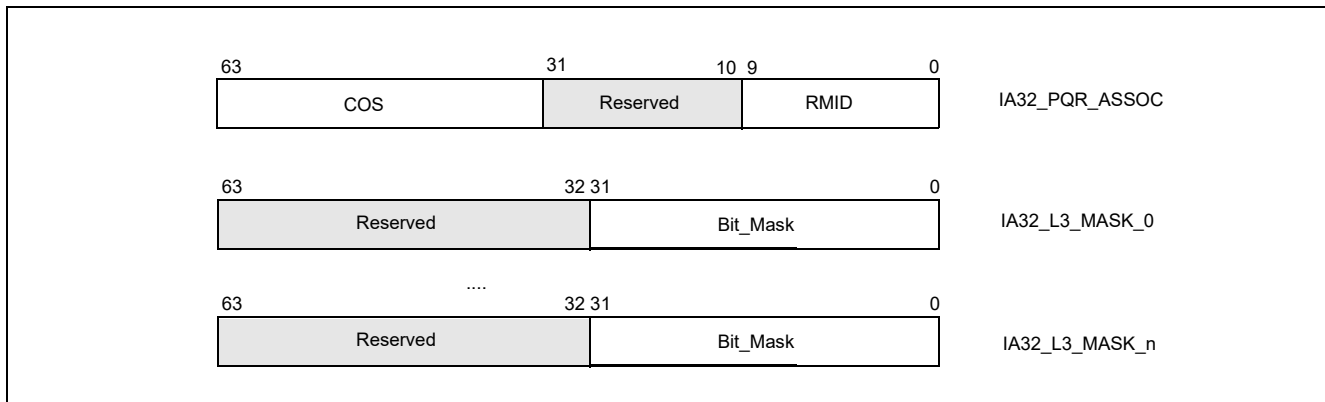 63 31 10 9 0
COS Reserved RMID IA32_PQR_ASSOC
63 32 31 0
Reserved Bit_Mask IA32_L3_MASK_0
....
63 32 31 0
Reserved Bit_Mask IA32_L3_MASK_n